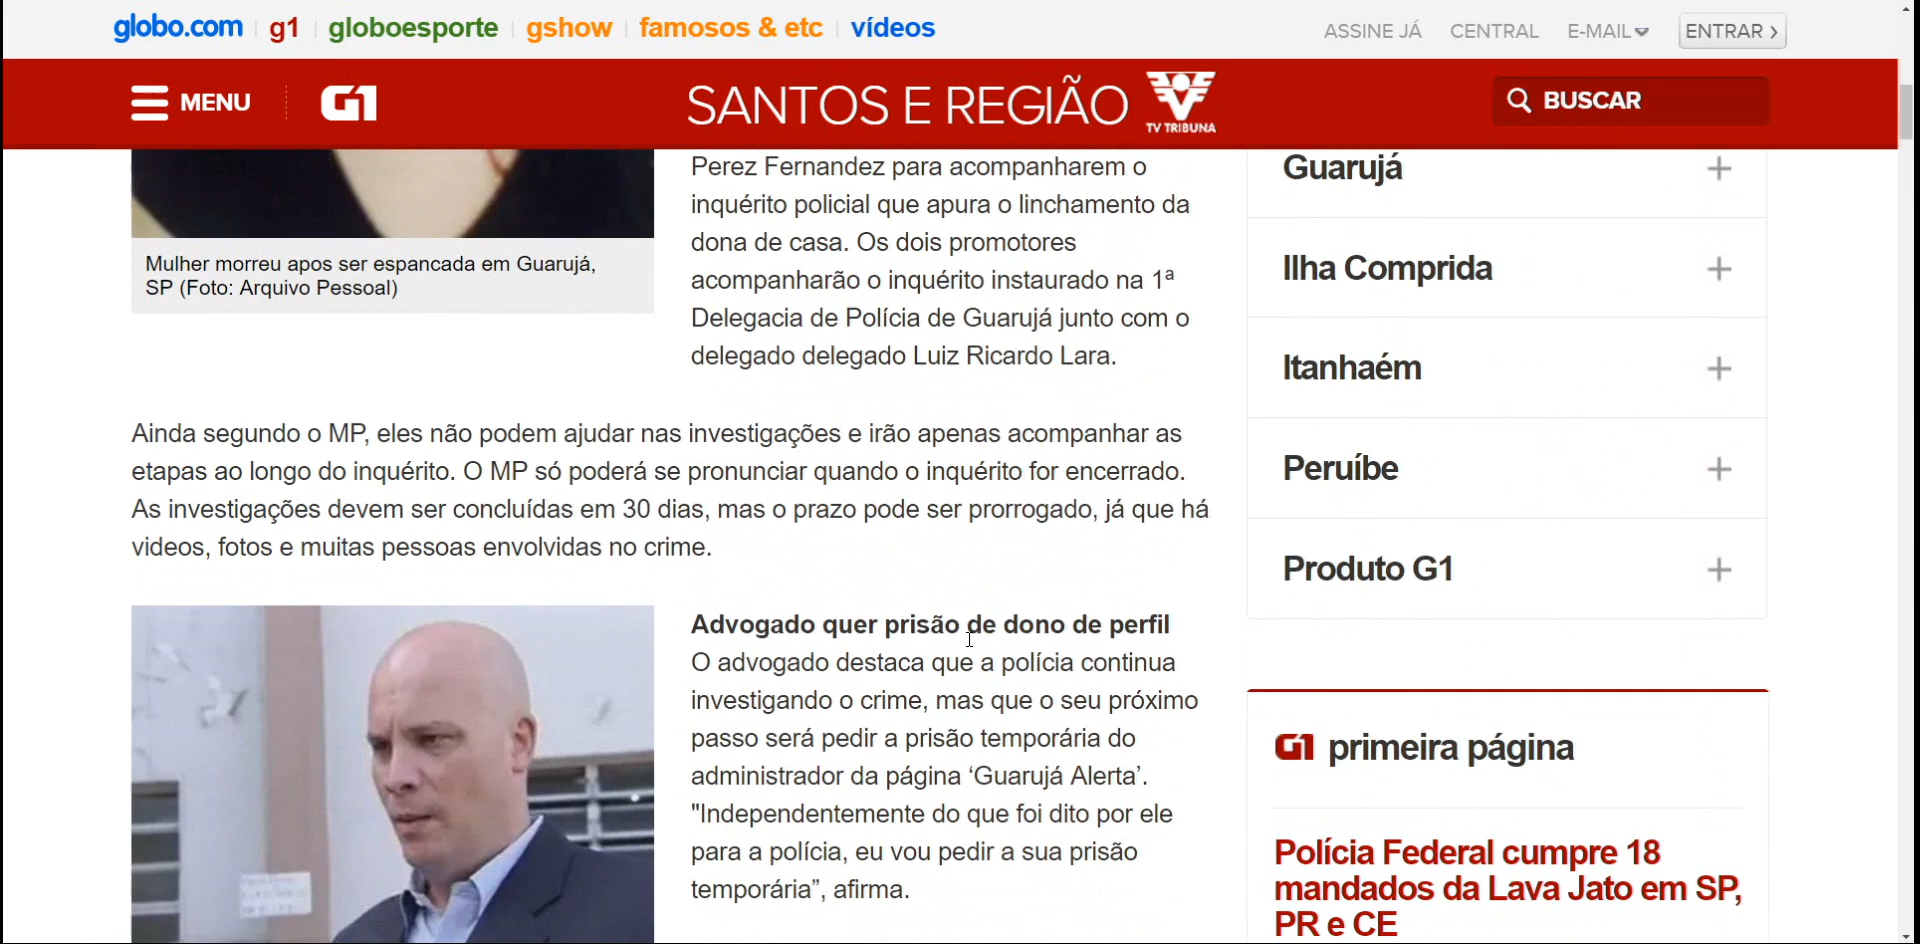 globo.com g1 globoesporte gshow famosos & etc vídeos
ASSINE JÁ CENTRAL E-MAIL ENTRAR
MENU G1 SANTOS E REGIÃO TV TRIBUNA BUSCAR
Mulher morreu apos ser espancada em Guarujá,
SP (Foto: Arquivo Pessoal)
Perez Fernandez para acompanharem o
inquérito policial que apura o linchamento da
dona de casa. Os dois promotores
acompanharão o inquérito instaurado na 1ª
Delegacia de Polícia de Guarujá junto com o
delegado delegado Luiz Ricardo Lara.
Ainda segundo o MP, eles não podem ajudar nas investigações e irão apenas acompanhar as
etapas ao longo do inquérito. O MP só poderá se pronunciar quando o inquérito for encerrado.
As investigações devem ser concluídas em 30 dias, mas o prazo pode ser prorrogado, já que há
videos, fotos e muitas pessoas envolvidas no crime.
Advogado quer prisão de dono de perfil
O advogado destaca que a polícia continua
investigando o crime, mas que o seu próximo
passo será pedir a prisão temporária do
administrador da página ‘Guarujá Alerta’.
"Independentemente do que foi dito por ele
para a polícia, eu vou pedir a sua prisão
temporária”, afirma.
Guarujá
Ilha Comprida
Itanhaém
Peruíbe
Produto G1
G1 primeira página
Polícia Federal cumpre 18
mandados da Lava Jato em SP,
PR e CE